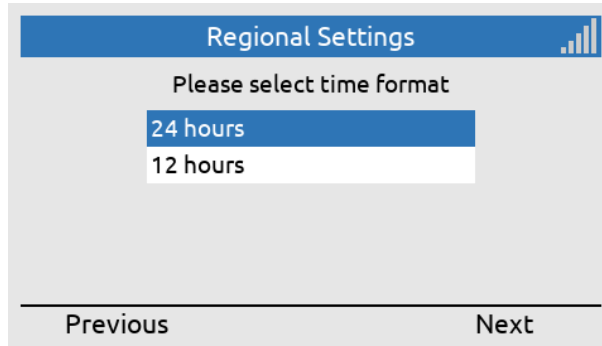 Regional Settings
Please select time format
24 hours
12 hours
Previous Next